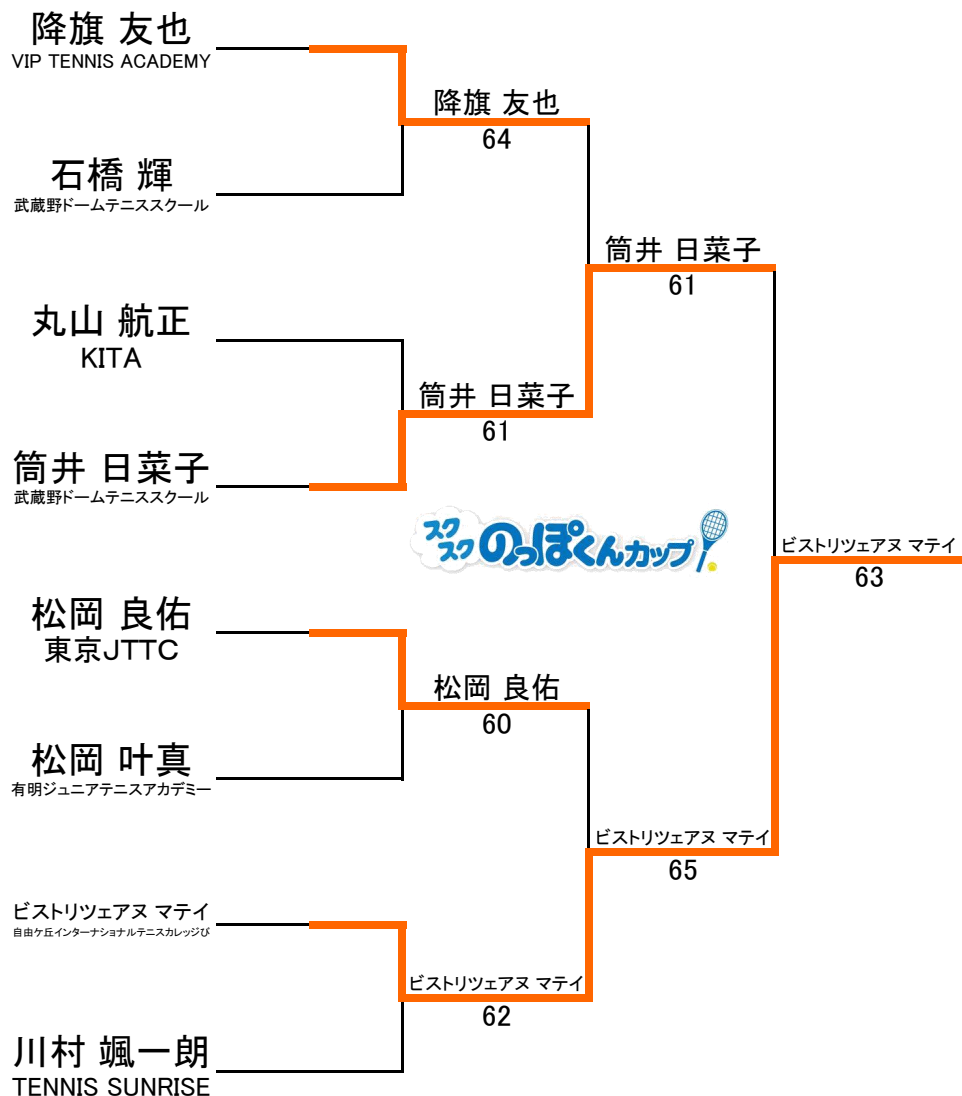 降旗 友也
VIP TENNIS ACADEMY
降旗 友也
64
石橋 輝
武蔵野ドームテニススクール
筒井 日菜子
61
丸山 航正
KITA
筒井 日菜子
61
筒井 日菜子
武蔵野ドームテニススクール
スク
スク のっぽくんカップ
ビストリツェアヌ マテイ
63
松岡 良佑
東京JTTC
松岡 良佑
60
松岡 叶真
有明ジュニアテニスアカデミー
ビストリツェアヌ マテイ
65
ビストリツェアヌ マテイ
自由ケ丘インターナショナルテニスカレッジび
ビストリツェアヌ マテイ
62
川村 颯一朗
TENNIS SUNRISE